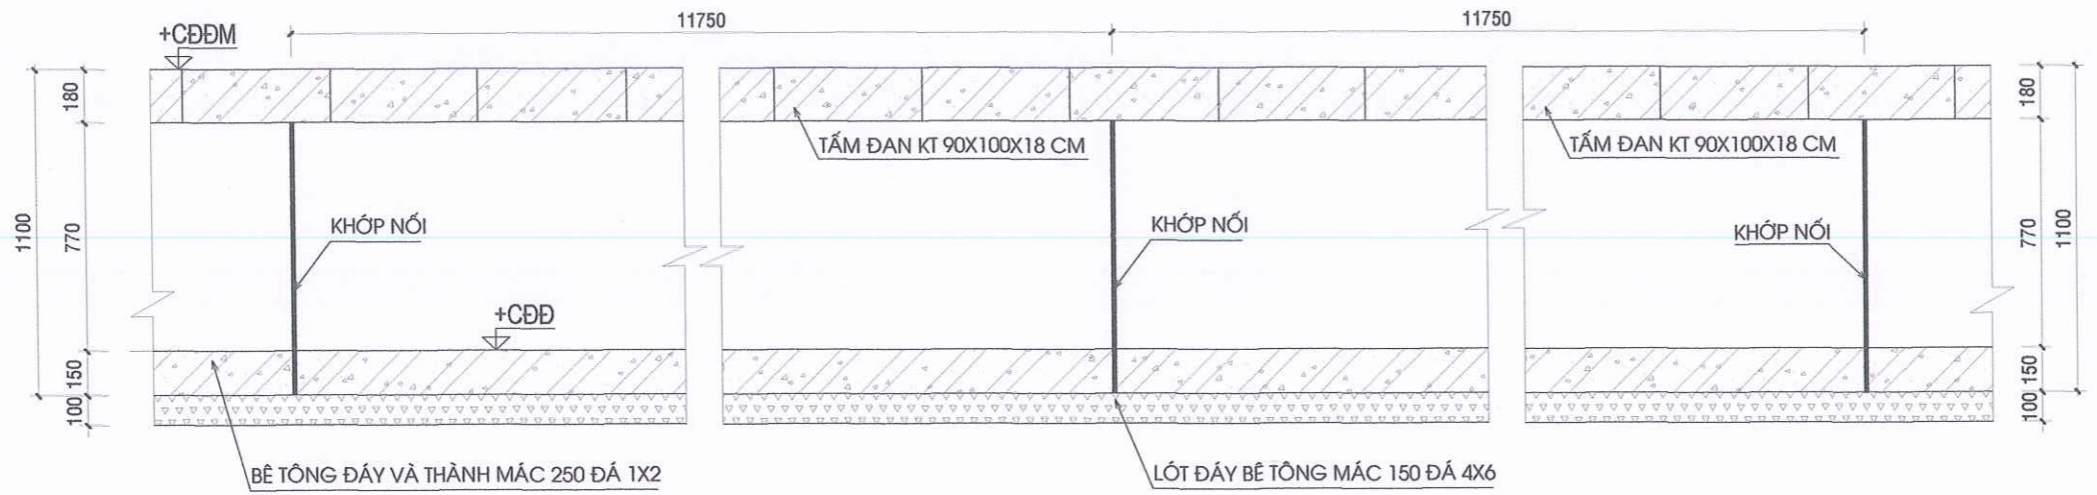 11750
11750
+CĐĐM
180
180
TẤM ĐAN KT 90X100X18 CM
TẤM ĐAN KT 90X100X18 CM
1100
770
KHỚP NỐI
KHỚP NỐI
KHỚP NỐI
770
1100
+CĐĐ
150
150
100
100
BÊ TÔNG ĐÁY VÀ THÀNH MÁC 250 ĐÁ 1X2
LÓT ĐÁY BÊ TÔNG MÁC 150 ĐÁ 4X6